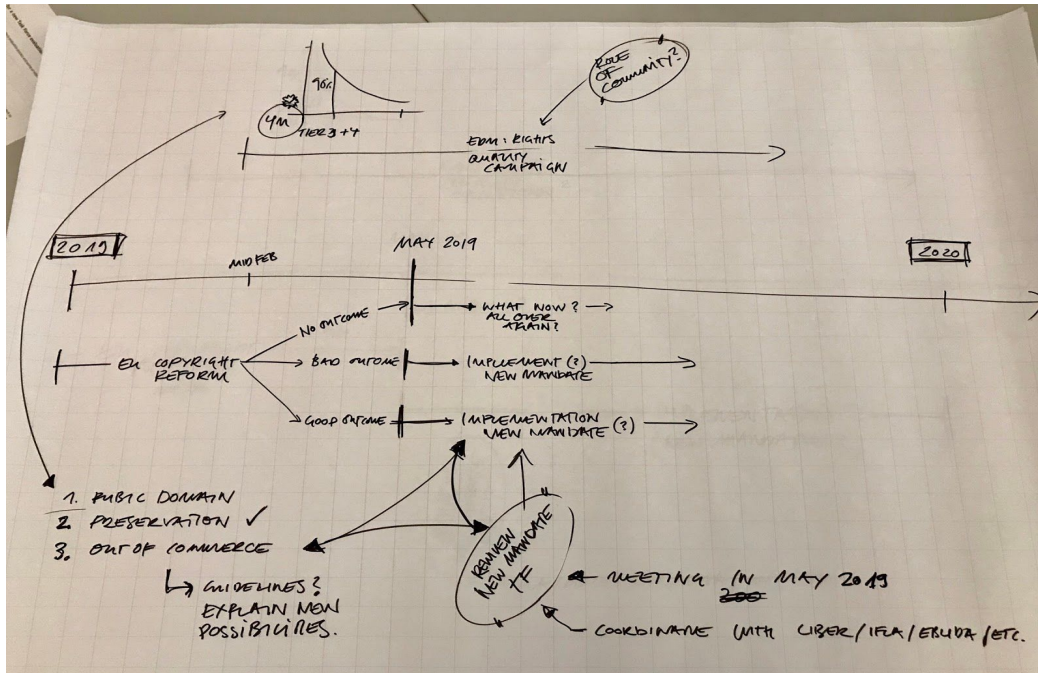 90%
4M
TIER 3 + 4
ROLE
OF
COMMUNITY?
EDM : RIGHTS
QUALITY
CAMPAIGN
2019
MID FEB
MAY 2019
2020
NO OUTCOME
WHAT NOW?
ALL OVER
AGAIN?
EU COPYRIGHT
REFORM
BAD OUTCOME
IMPLEMENT (?)
NEW MANDATE
GOOD OUTCOME
IMPLEMENTATION
NEW MANDATE (?)
1. PUBLIC DOMAIN
2. PRESERVATION ✓
3. OUT OF COMMERCE
GUIDELINES?
EXPLAIN NEW
POSSIBILITIES.
NEW MANDATE
TF
MEETING IN MAY 2019
COORDINATE WITH LIBER/IFLA/EBLIDA/ETC.